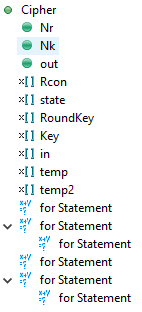 Cipher
Nr
Nk
out
x[] Rcon
x[] state
x[] RoundKey
x[] Key
x[] in
x[] temp
x[] temp2
x+y for Statement
x+y for Statement
x+y for Statement
x+y for Statement
x+y for Statement
x+y for Statement